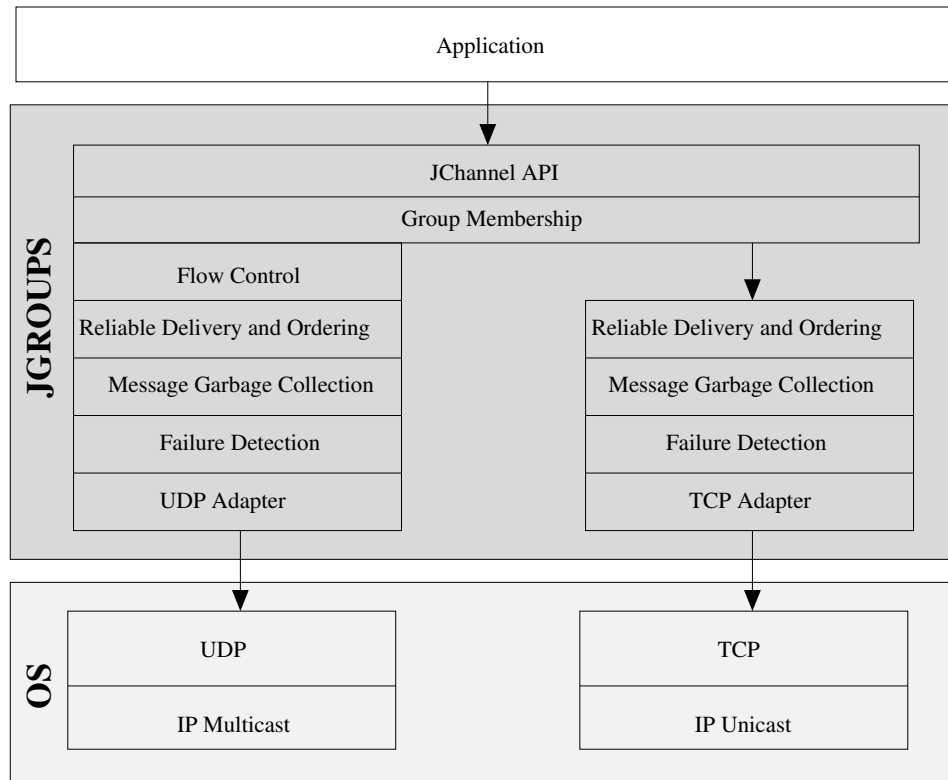 Application
JGROUPS
JChannel API
Group Membership
Flow Control
Reliable Delivery and Ordering
Message Garbage Collection
Failure Detection
UDP Adapter
Reliable Delivery and Ordering
Message Garbage Collection
Failure Detection
TCP Adapter
OS
UDP
IP Multicast
TCP
IP Unicast